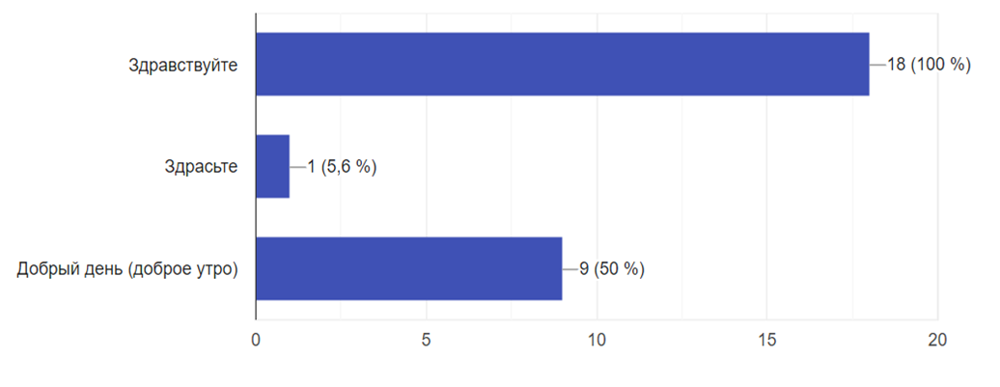 Здравствуйте
18 (100 %)
Здрасьте
1 (5,6 %)
Добрый день (доброе утро)
9 (50 %)
0
5
10
15
20